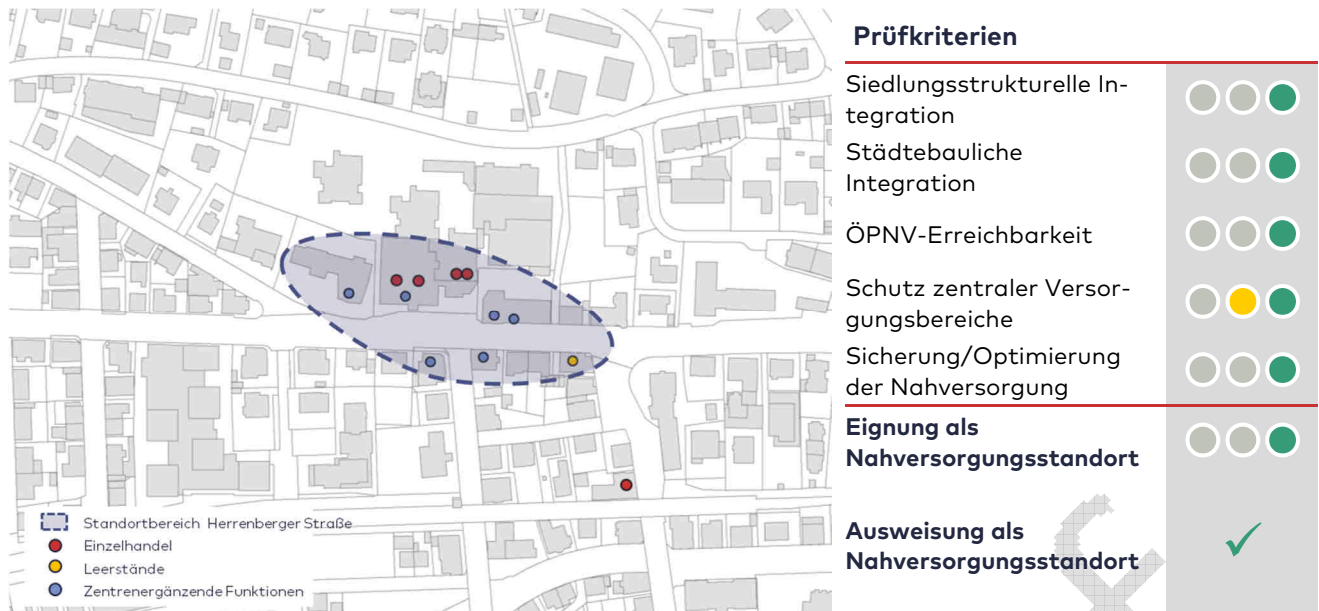 Standortbereich Herrenberger Straße
Einzelhandel
Leerstände
Zentrenergänzende Funktionen
Prüfkriterien
Siedlungsstrukturelle In-
tegration
Städtebauliche
Integration
ÖPNV-Erreichbarkeit
Schutz zentraler Versor-
gungsbereiche
Sicherung/Optimierung
der Nahversorgung
Eignung als
Nahversorgungsstandort
Ausweisung als
Nahversorgungsstandort